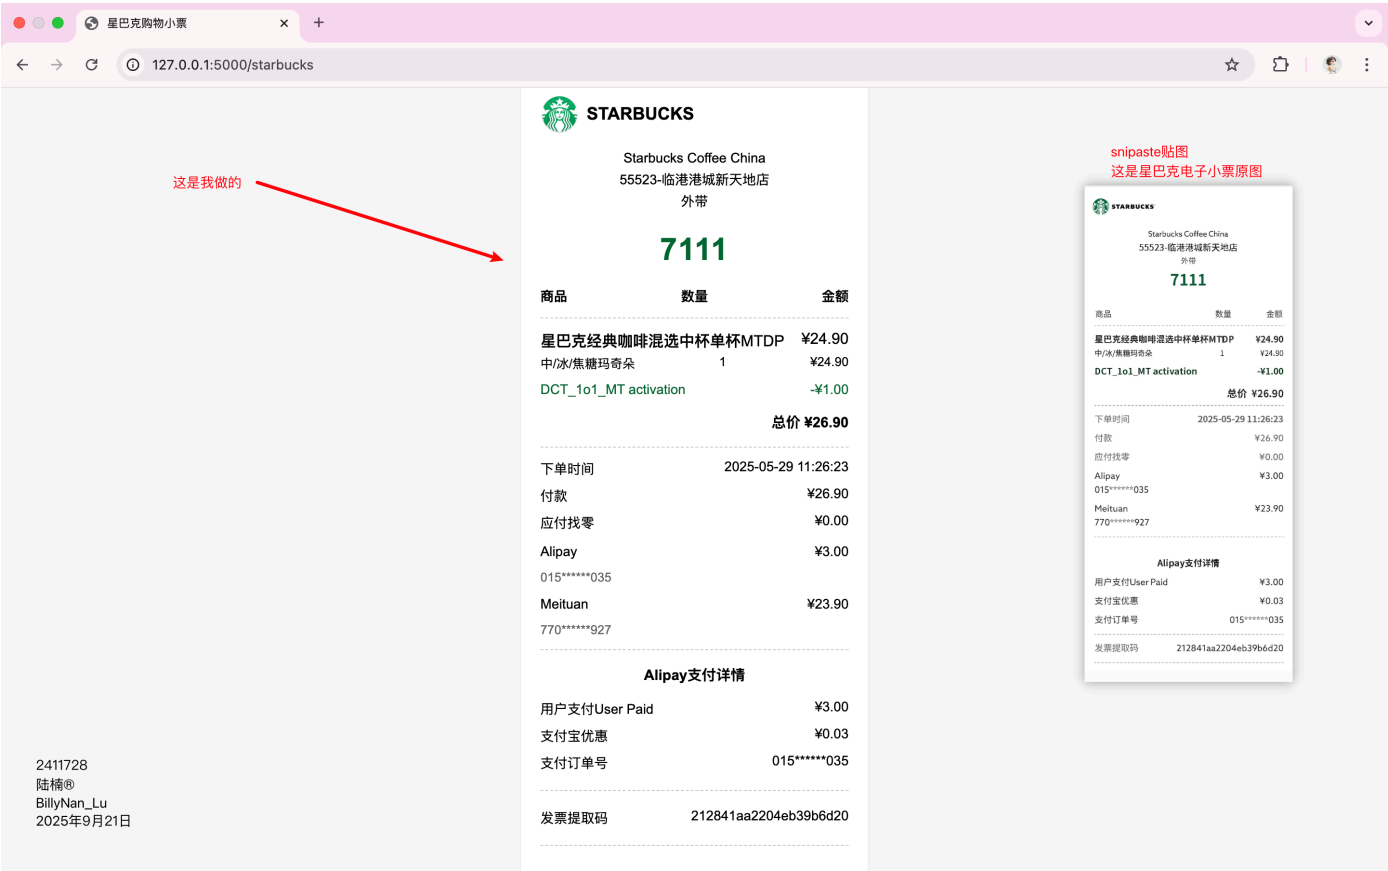 星巴克购物小票
127.0.0.1:5000/starbucks
STARBUCKS
Starbucks Coffee China
55523-临港港城新天地店
外带
7111
商品 数量 金额
星巴克经典咖啡混选中杯单杯MTDP ¥24.90
中/冰/焦糖玛奇朵 1 ¥24.90
DCT_1o1_MT activation -¥1.00
总价 ¥26.90
下单时间 2025-05-29 11:26:23
付款 ¥26.90
应付找零 ¥0.00
Alipay ¥3.00
015******035
Meituan ¥23.90
770******927
Alipay支付详情
用户支付User Paid ¥3.00
支付宝优惠 ¥0.03
支付订单号 015******035
发票提取码 212841aa2204eb39b6d20
这是我做的
2411728
陆楠®
BillyNan_Lu
2025年9月21日
snipaste贴图
这是星巴克电子小票原图
STARBUCKS
Starbucks Coffee China
55523-临港港城新天地店
外带
7111
商品 数量 金额
星巴克经典咖啡混选中杯单杯MTDP ¥24.90
中/冰/焦糖玛奇朵 1 ¥24.90
DCT_1o1_MT activation -¥1.00
总价 ¥26.90
下单时间 2025-05-29 11:26:23
付款 ¥26.90
应付找零 ¥0.00
Alipay ¥3.00
015******035
Meituan ¥23.90
770******927
Alipay支付详情
用户支付User Paid ¥3.00
支付宝优惠 ¥0.03
支付订单号 015******035
发票提取码 212841aa2204eb39b6d20